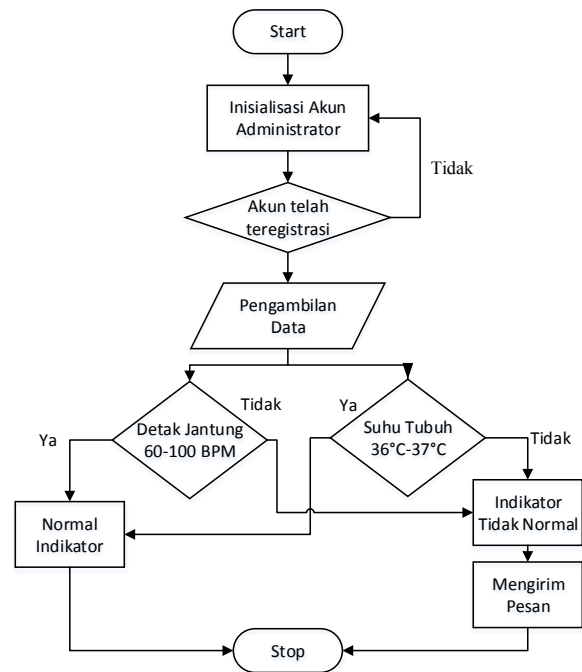 Start
Inisialisasi Akun
Administrator
Tidak
Akun telah
teregistrasi
Pengambilan
Data
Ya
Detak Jantung
60-100 BPM
Tidak
Ya
Suhu Tubuh
36°C-37°C
Tidak
Normal
Indikator
Indikator
Tidak Normal
Mengirim
Pesan
Stop